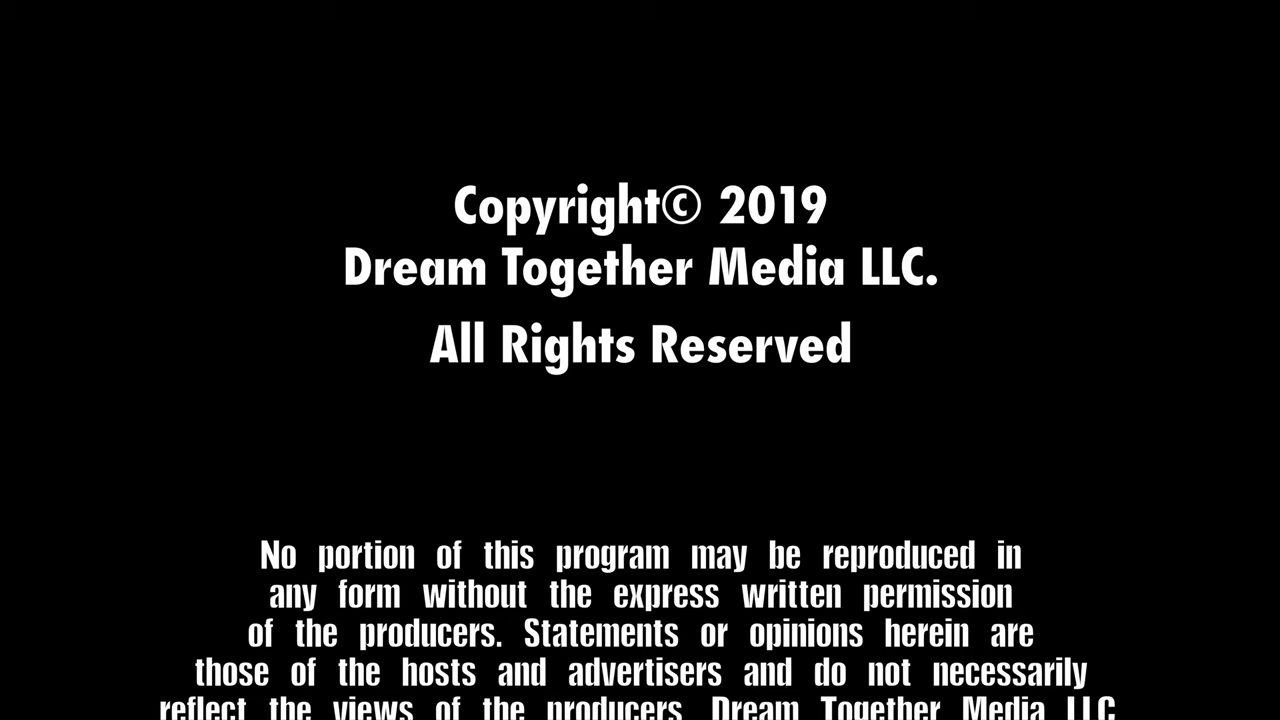 Copyright© 2019
Dream Together Media LLC.
All Rights Reserved
No portion of this program may be reproduced in
any form without the express written permission
of the producers. Statements or opinions herein are
those of the hosts and advertisers and do not necessarily
reflect the views of the producers. Dream Together Media LLC